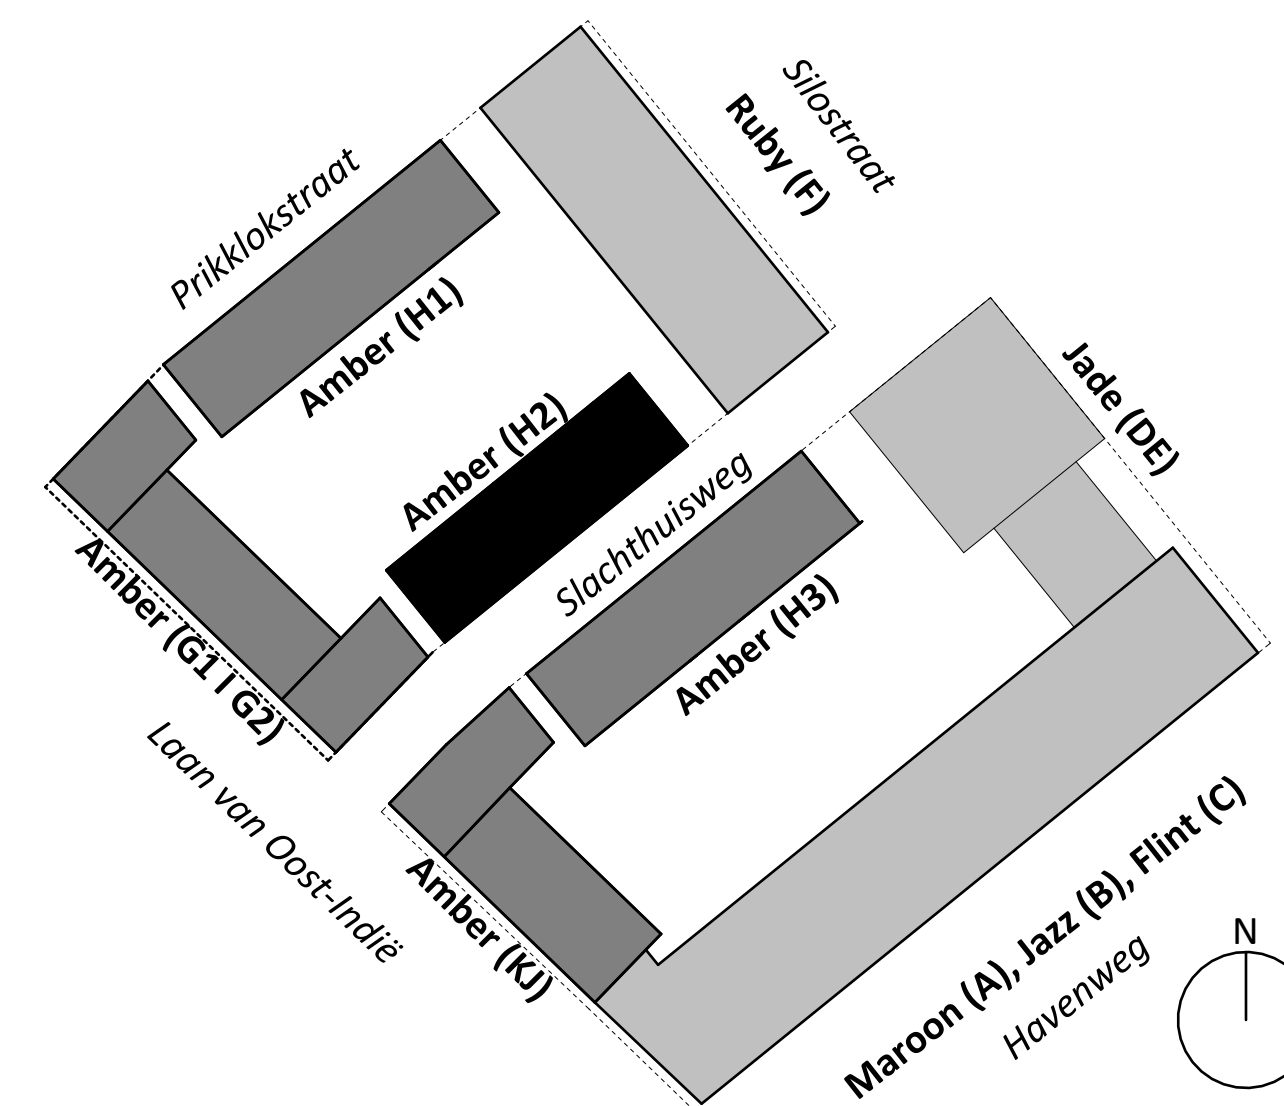 Silostraat
Ruby (F)
Prikklokstraat
Amber (H1)
Jade (DE)
Amber (H2)
Slachthuisweg
Amber (H3)
Amber (G1 I G2)
Laan van Oost-Indië
Amber (KJ)
Maroon (A), Jazz (B), Flint (C)
Havenweg
N